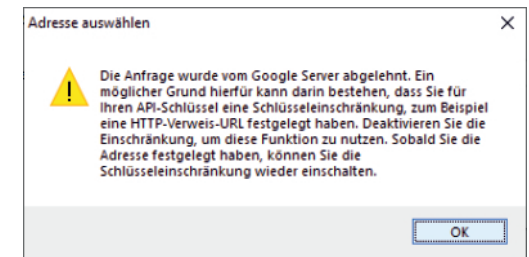 Adresse auswählen
Die Anfrage wurde vom Google Server abgelehnt. Ein
möglicher Grund hierfür kann darin bestehen, dass Sie für
Ihren API-Schlüssel eine Schlüsseleinschränkung, zum Beispiel
eine HTTP-Verweis-URL festgelegt haben. Deaktivieren Sie die
Einschränkung, um diese Funktion zu nutzen. Sobald Sie die
Adresse festgelegt haben, können Sie die
Schlüsseleinschränkung wieder einschalten.
OK